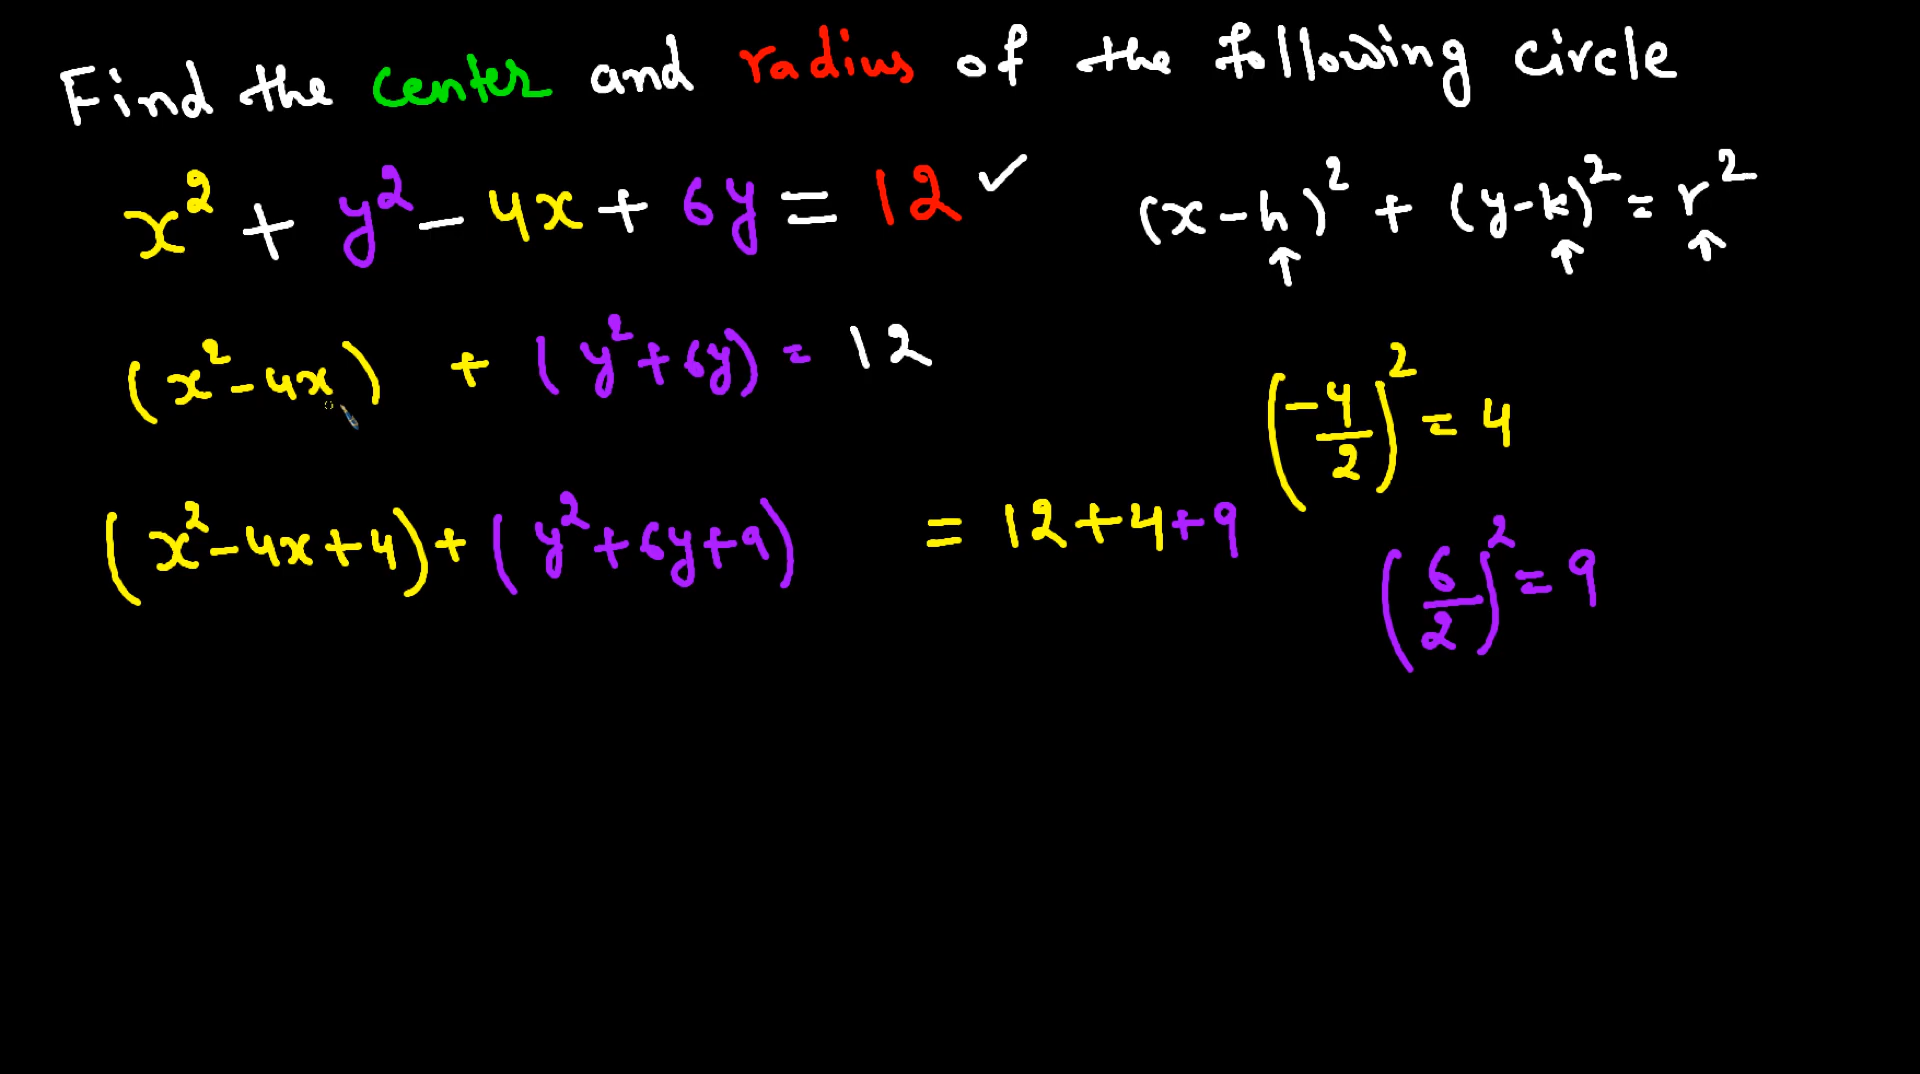 Find the center and radius of the following circle
x² + y² - 4x + 6y = 12 ✓
(x-h)² + (y-k)² = r²
↑ ↑ ↑
(x² - 4x) + (y² + 6y) = 12
(-4/2)² = 4
(x² - 4x + 4) + (y² + 6y + 9) = 12 + 4 + 9
(6/2)² = 9